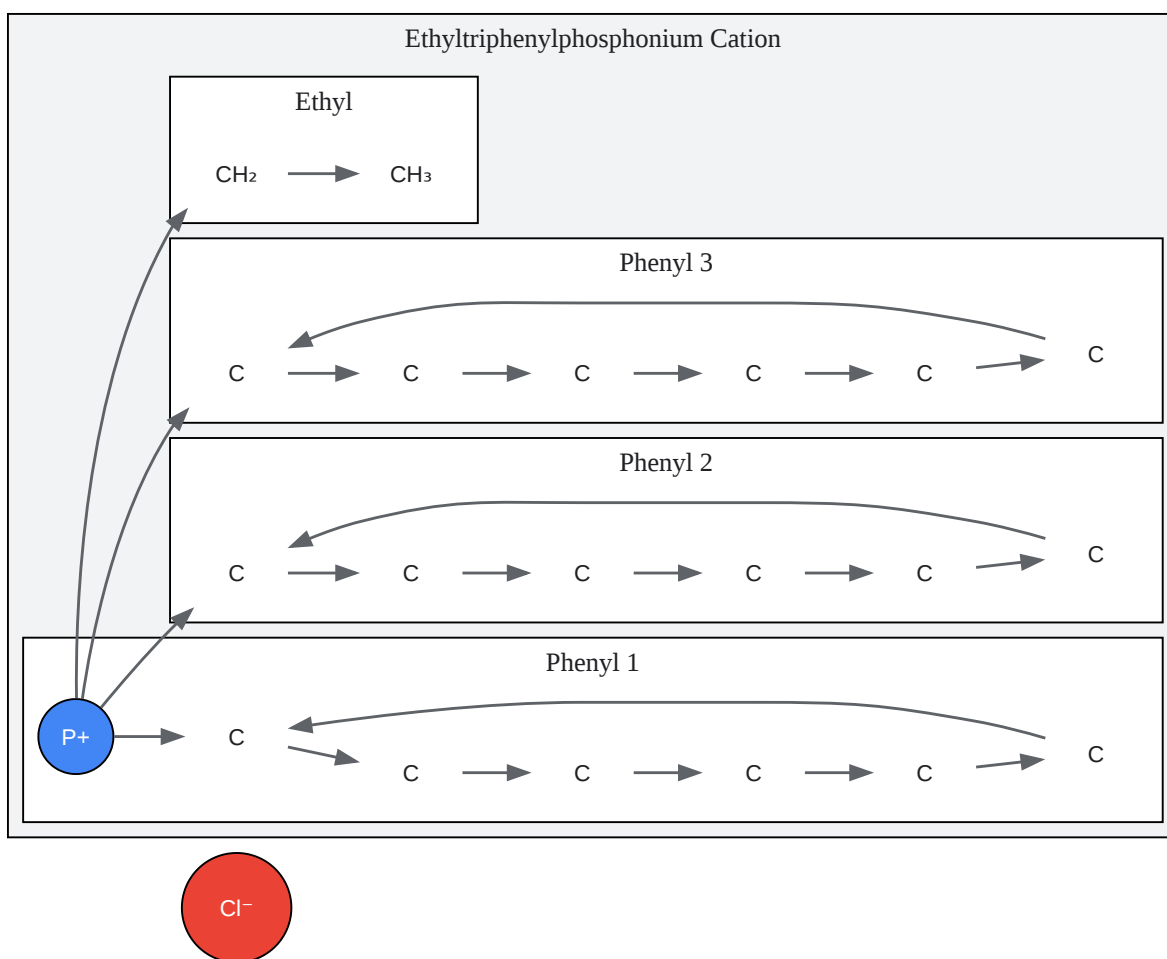 Ethyltriphenylphosphonium Cation
Ethyl
CH₂ CH₃
Phenyl 3
C C C C C C
Phenyl 2
C C C C C C
Phenyl 1
P+ C C C C C C
Cl⁻